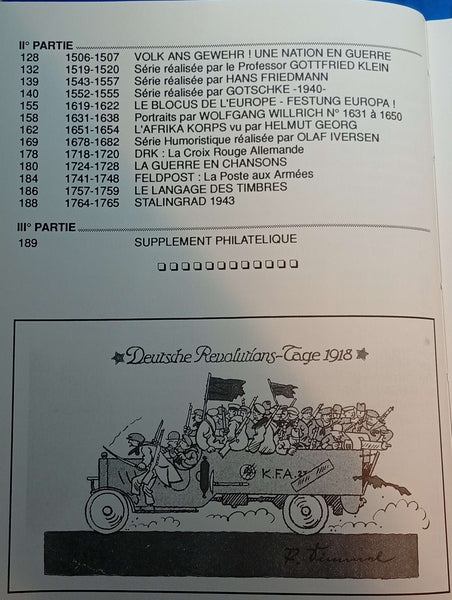 II° PARTIE
128 1506-1507 VOLK ANS GEWEHR ! UNE NATION EN GUERRE
132 1519-1520 Série réalisée par le Professor GOTTFRIED KLEIN
139 1543-1557 Série réalisée par HANS FRIEDMANN
140 1552-1555 Série réalisée par GOTSCHKE -1940-
155 1619-1622 LE BLOCUS DE L'EUROPE - FESTUNG EUROPA !
158 1631-1638 Portraits par WOLFGANG WILLRICH N° 1631 à 1650
162 1651-1654 L'AFRIKA KORPS vu par HELMUT GEORG
169 1678-1682 Série Humoristique réalisée par OLAF IVERSEN
178 1718-1720 DRK : La Croix Rouge Allemande
180 1724-1728 LA GUERRE EN CHANSONS
184 1741-1748 FELDPOST : La Poste aux Armées
186 1757-1759 LE LANGAGE DES TIMBRES
188 1764-1765 STALINGRAD 1943
III° PARTIE
189 SUPPLEMENT PHILATELIQUE
Deutsche Revolutions-Tage 1918
K.F.A.